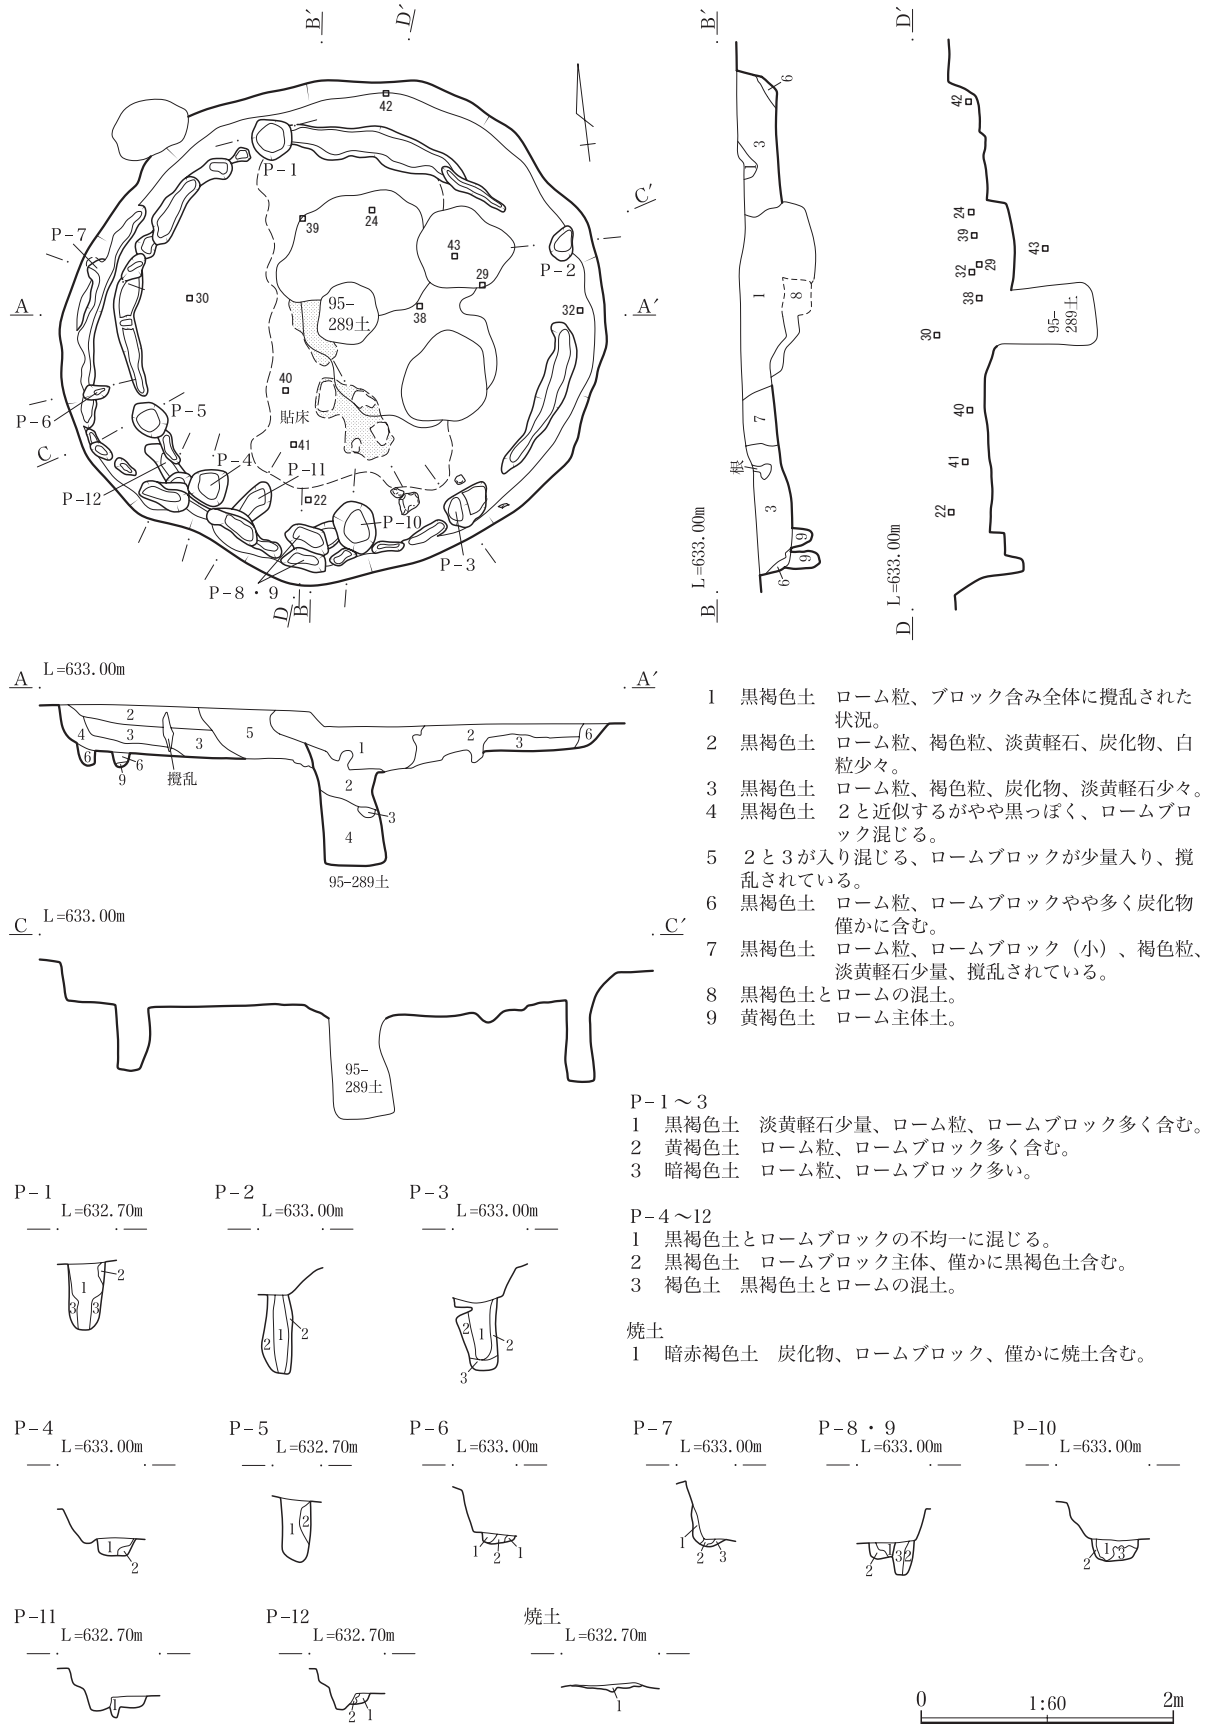 B′
D′
42
P-1
C′
P-7
39
24
43
29
P-2
A
30
95-
289土
38
32
A′
40
貼床
P-6
P-5
41
C
P-4
P-11
P-12
22
P-10
P-3
P-8・9
D
B
B′
6
3
1
8
7
根
3
9
9
6
L=633.00m
B
D′
42
24
39
43
32
29
38
95-
289土
30
40
41
22
L=633.00m
D
A
L=633.00m
A′
2
4
3
3
5
1
2
3
6
6
6
9
攪乱
2
3
4
95-289土
C
L=633.00m
C′
95-
289土
1 黒褐色土 ローム粒、ブロック含み全体に攪乱された
状況。
2 黒褐色土 ローム粒、褐色粒、淡黄軽石、炭化物、白
粒少々。
3 黒褐色土 ローム粒、褐色粒、炭化物、淡黄軽石少々。
4 黒褐色土 2と近似するがやや黒っぽく、ロームブロ
ック混じる。
5 2と3が入り混じる、ロームブロックが少量入り、攪
乱されている。
6 黒褐色土 ローム粒、ロームブロックやや多く炭化物
僅かに含む。
7 黒褐色土 ローム粒、ロームブロック(小)、褐色粒、
淡黄軽石少量、攪乱されている。
8 黒褐色土とロームの混土。
9 黄褐色土 ローム主体土。
P-1～3
1 黒褐色土 淡黄軽石少量、ローム粒、ロームブロック多く含む。
2 黄褐色土 ローム粒、ロームブロック多く含む。
3 暗褐色土 ローム粒、ロームブロック多い。
P-4～12
1 黒褐色土とロームブロックの不均一に混じる。
2 黒褐色土 ロームブロック主体、僅かに黒褐色土含む。
3 褐色土 黒褐色土とロームの混土。
焼土
1 暗赤褐色土 炭化物、ロームブロック、僅かに焼土含む。
P-1
L=632.70m
1
2
3
3
P-2
L=633.00m
2
1
2
P-3
L=633.00m
2
1
2
3
P-4
L=633.00m
1
2
P-5
L=632.70m
1
2
P-6
L=633.00m
1
2
1
P-7
L=633.00m
1
2
3
P-8・9
L=633.00m
1
3
2
2
P-10
L=633.00m
1
3
2
P-11
L=632.70m
1
P-12
L=632.70m
2
1
焼土
L=632.70m
1
0
1:60
2m